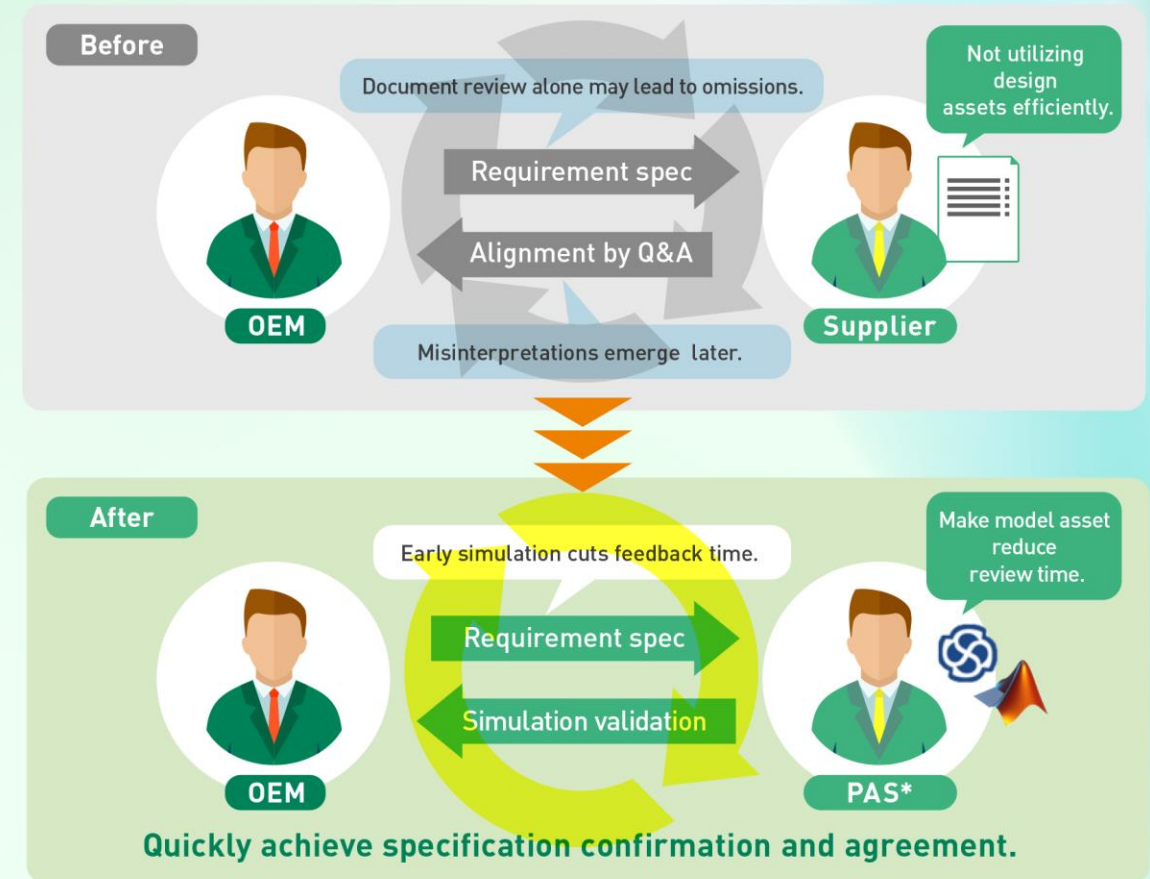 Before
Document review alone may lead to omissions.
Not utilizing
design
assets efficiently.
Requirement spec
Alignment by Q&A
OEM
Supplier
Misinterpretations emerge later.
After
Early simulation cuts feedback time.
Make model asset
reduce
review time.
Requirement spec
Simulation validation
OEM
PAS*
Quickly achieve specification confirmation and agreement.